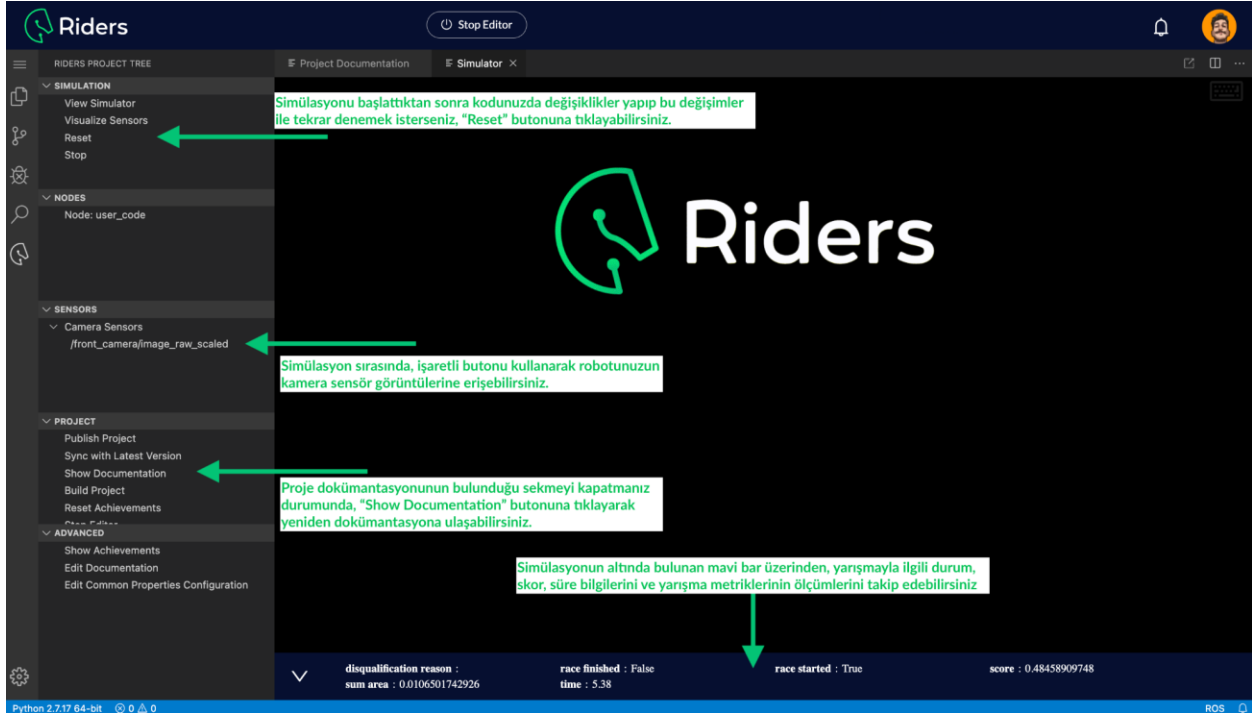 Riders
Stop Editor
RIDERS PROJECT TREE
Project Documentation
Simulator
SIMULATION
View Simulator
Visualize Sensors
Reset
Stop
Simülasyonu başlattıktan sonra kodunuzda değişiklikler yapıp bu değişimler
ile tekrar denemek isterseniz, “Reset” butonuna tıklayabilirsiniz.
NODES
Node: user_code
Riders
SENSORS
Camera Sensors
/front_camera/image_raw_scaled
Simülasyon sırasında, işaretli butonu kullanarak robotunuzun
kamera sensör görüntülerine erişebilirsiniz.
PROJECT
Publish Project
Sync with Latest Version
Show Documentation
Build Project
Reset Achievements
Stop Editor
Proje dokümantasyonunun bulunduğu sekmeyi kapatmanız
durumunda, “Show Documentation” butonuna tıklayarak
yeniden dokümantasyona ulaşabilirsiniz.
ADVANCED
Show Achievements
Edit Documentation
Edit Common Properties Configuration
Simülasyonun altında bulunan mavi bar üzerinden, yarışmayla ilgili durum,
skor, süre bilgilerini ve yarışma metriklerinin ölçümlerini takip edebilirsiniz
disqualification reason : race finished : False race started : True score : 0.48458909748
sum area : 0.0106501742926 time : 5.38
Python 2.7.17 64-bit 0 0 ROS